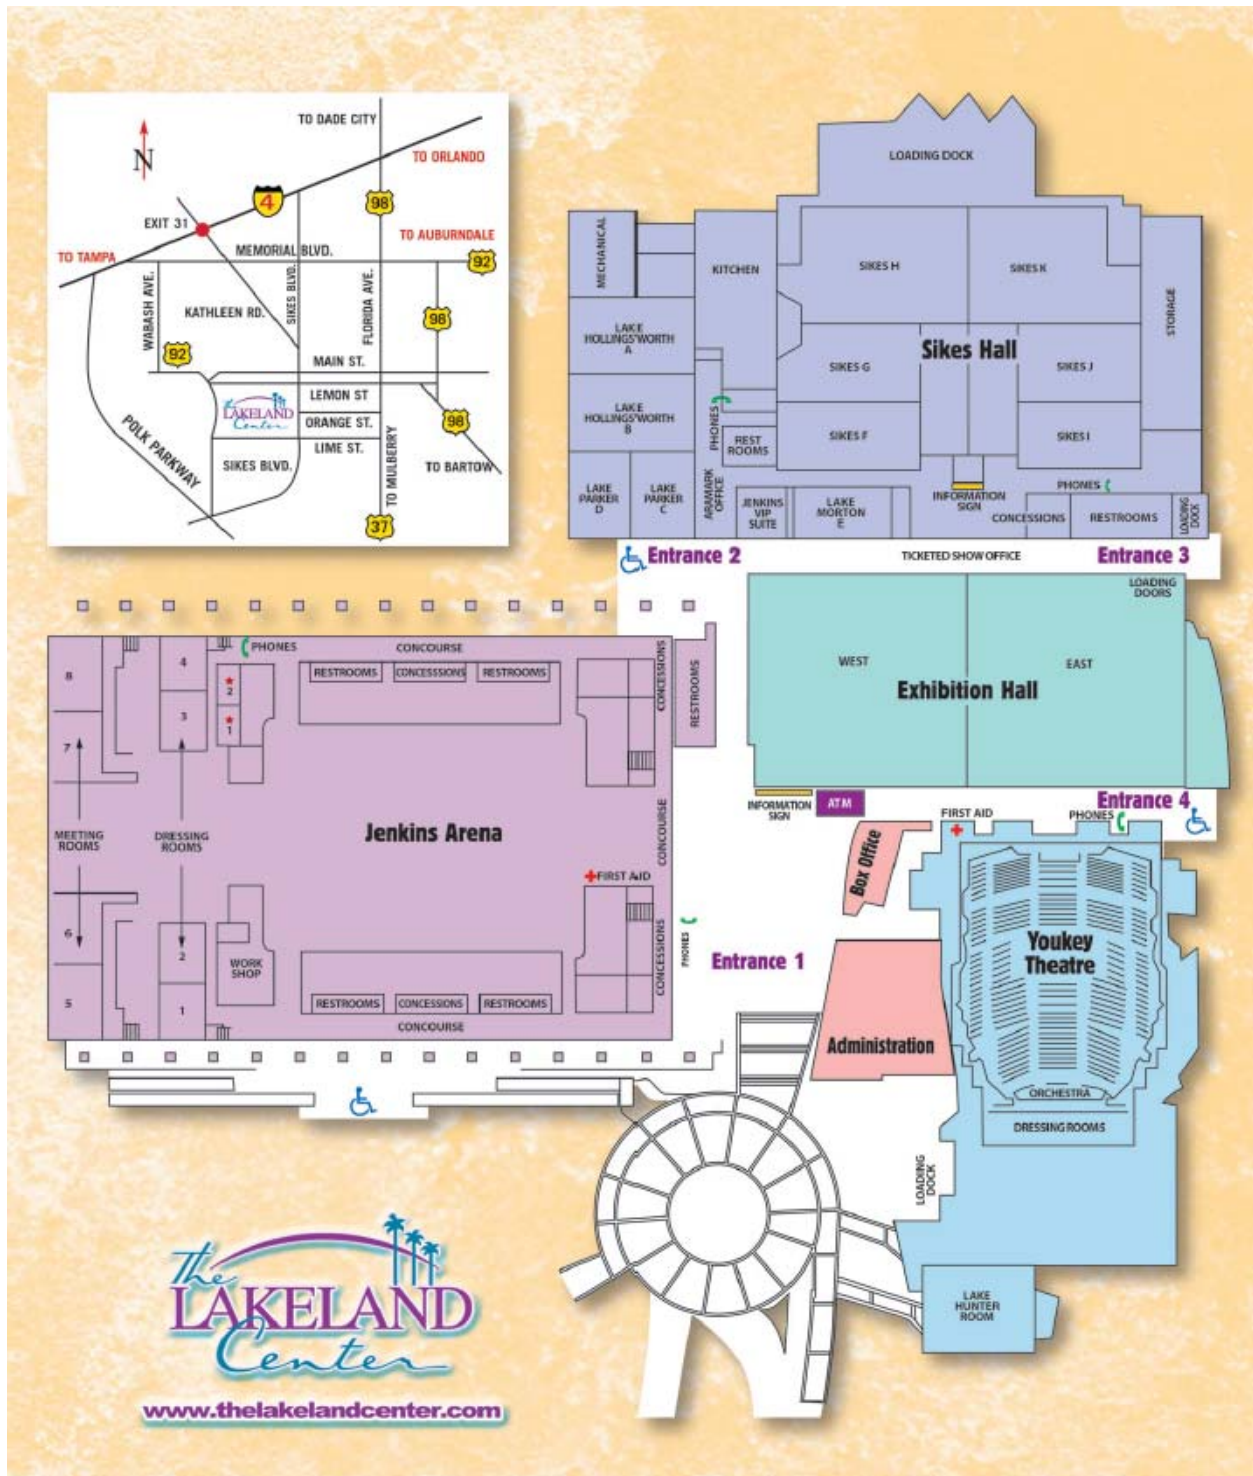 TO DADE CITY
N
TO ORLANDO
4
98
EXIT 31
TO AUBURNDALE
TO TAMPA
MEMORIAL BLVD.
92
WABASH AVE.
KATHLEEN RD.
SIKES BLVD.
FLORIDA AVE.
98
92
MAIN ST.
LEMON ST
the
LAKELAND
Center
ORANGE ST.
98
POLK PARKWAY
LIME ST.
SIKES BLVD.
TO MULBERRY
TO BARTOW
37
LOADING DOCK
MECHANICAL
KITCHEN
SIKES H
SIKES K
STORAGE
LAKE
HOLLINGSWORTH
A
Sikes Hall
SIKES G
SIKES J
LAKE
HOLLINGSWORTH
B
PHONES
REST
ROOMS
SIKES F
SIKES I
LAKE
PARKER
D
LAKE
PARKER
C
ARAMARK
OFFICE
JENKINS
VIP
SUITE
LAKE
MORTON
E
INFORMATION
SIGN
PHONES
CONCESSIONS
RESTROOMS
LOADING
DOCK
Entrance 2
TICKETED SHOW OFFICE
Entrance 3
LOADING
DOORS
WEST
EAST
Exhibition Hall
INFORMATION
SIGN
ATM
Entrance 4
PHONES
CONCOURSE
8
4
RESTROOMS
CONCESSSIONS
RESTROOMS
CONCESSIONS
RESTROOMS
2
3
1
7
MEETING
ROOMS
DRESSING
ROOMS
Jenkins Arena
CONCOURSE
FIRST AID
6
2
WORK
SHOP
CONCESSIONS
PHONES
5
1
RESTROOMS
CONCESSIONS
RESTROOMS
CONCOURSE
Entrance 1
Box Office
FIRST AID
PHONES
Youkey
Theatre
Administration
ORCHESTRA
DRESSING ROOMS
LOADING
DOCK
LAKE
HUNTER
ROOM
The
LAKELAND
Center
www.thelakelandcenter.com